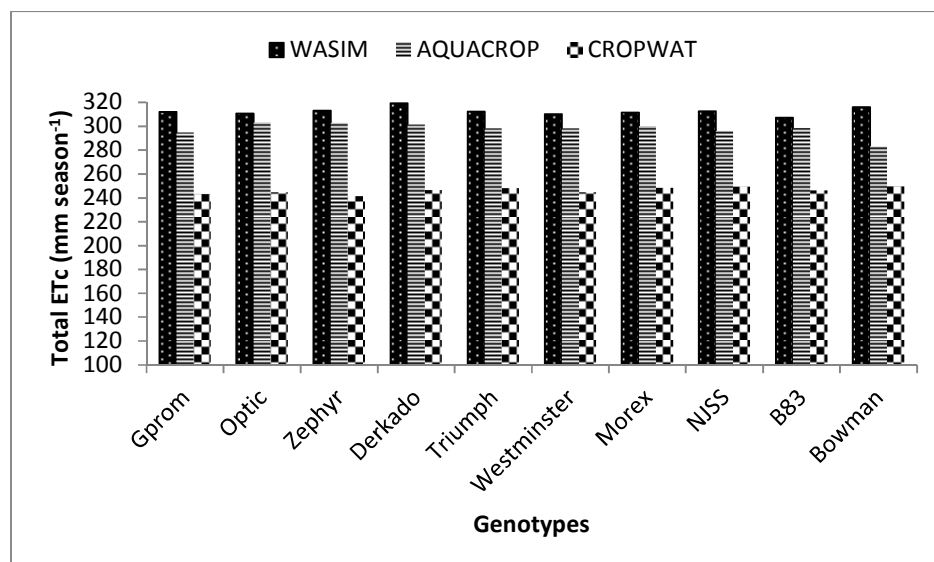 WASIM AQUACROP CROPWAT
Total ETc (mm season⁻¹)
320
300
280
260
240
220
200
180
160
140
120
100
Gprom
Optic
Zephyr
Derkado
Triumph
Westminster
Morex
NJSS
B83
Bowman
Genotypes